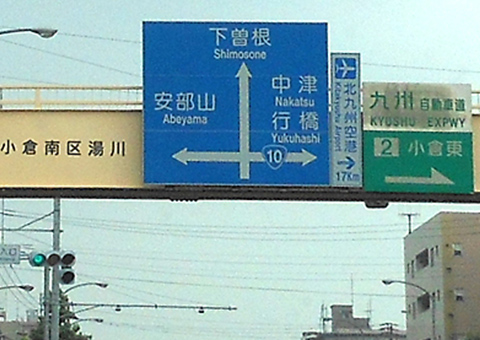 小倉南区湯川
下曽根
Shimosone
安部山
Abeyama
中津
Nakatsu
行橋
Yukuhashi
10
北九州空港
17Km
九州自動車道
KYUSHU EXPWY
2 小倉東